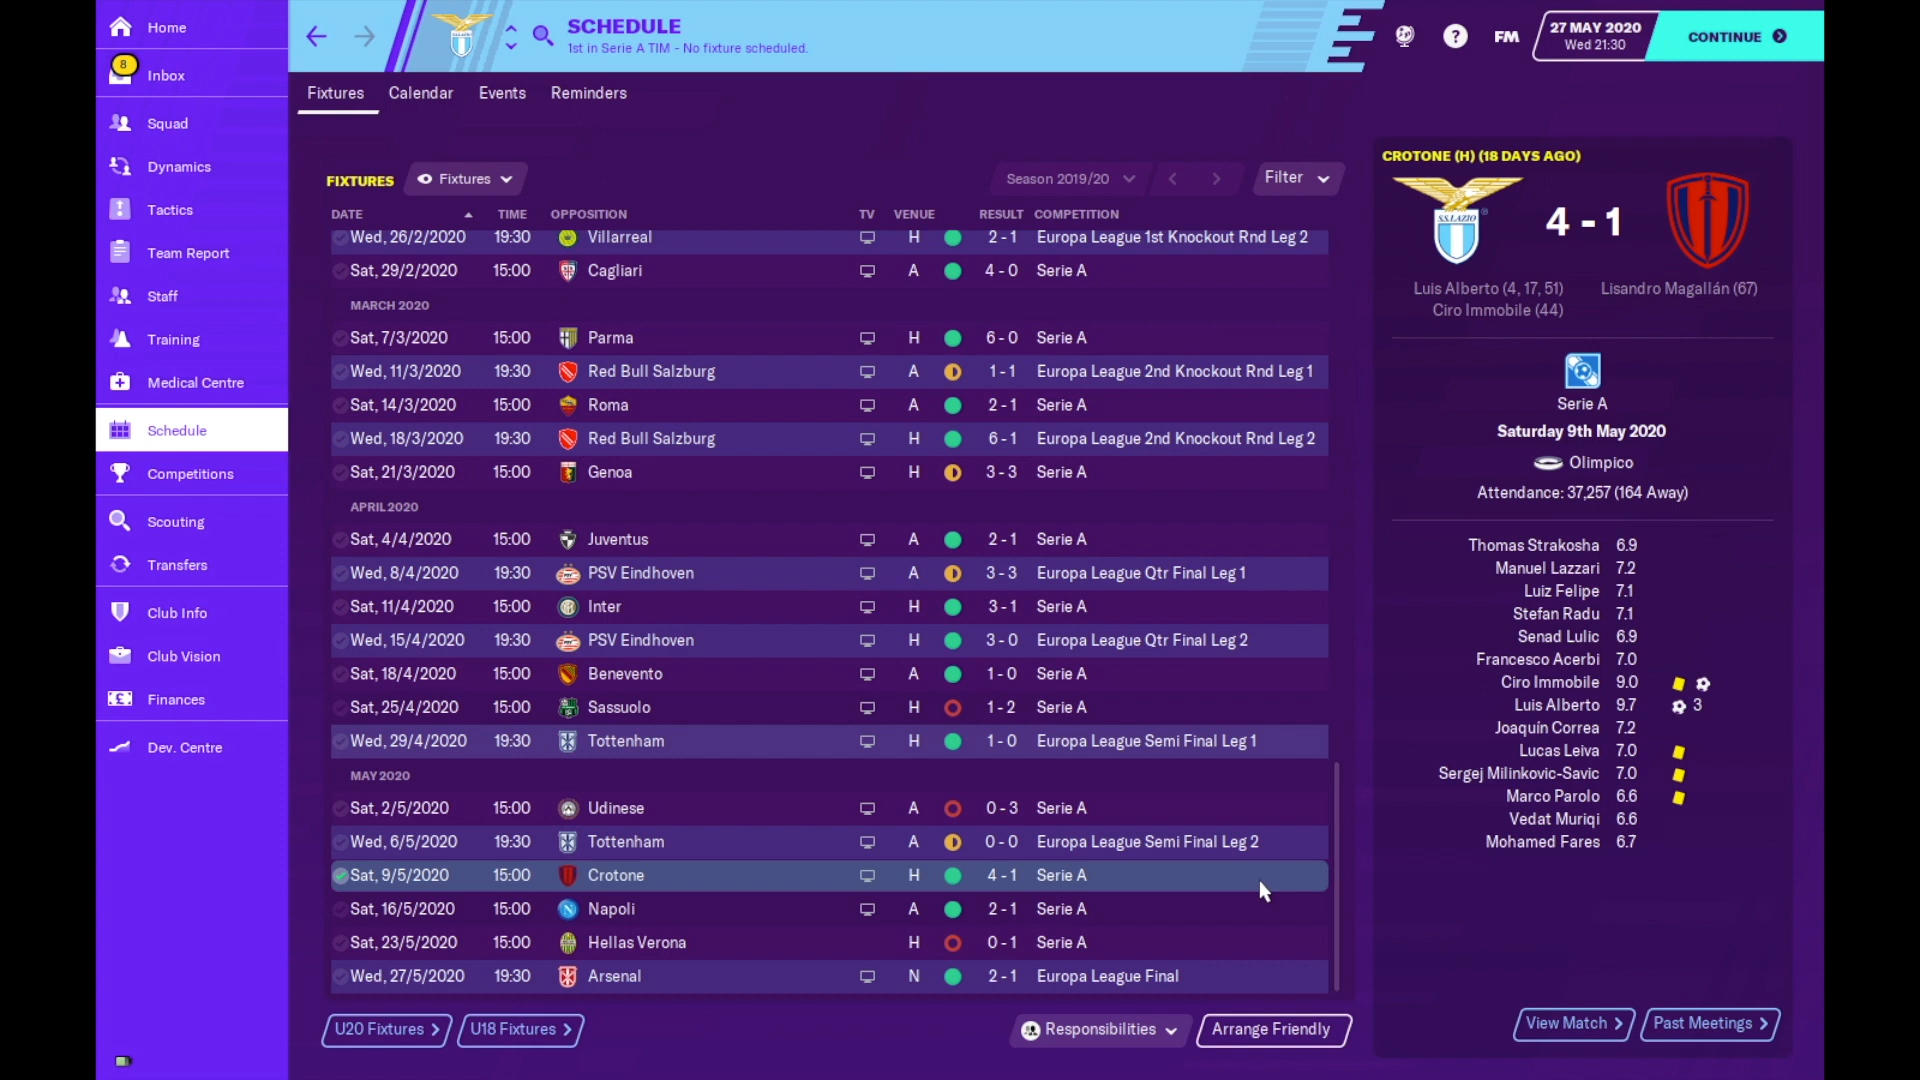 Home
8
Inbox
Squad
Dynamics
Tactics
Team Report
Staff
Training
Medical Centre
Schedule
Competitions
Scouting
Transfers
Club Info
Club Vision
Finances
Dev. Centre
SCHEDULE
1st in Serie A TIM - No fixture scheduled.
?
FM
27 MAY 2020
Wed 21:30
CONTINUE
Fixtures Calendar Events Reminders
FIXTURES Fixtures Season 2019/20 Filter
DATE TIME OPPOSITION TV VENUE RESULT COMPETITION
Wed, 26/2/2020 19:30 Villarreal H 2 - 1 Europa League 1st Knockout Rnd Leg 2
Sat, 29/2/2020 15:00 Cagliari A 4 - 0 Serie A
MARCH 2020
Sat, 7/3/2020 15:00 Parma H 6 - 0 Serie A
Wed, 11/3/2020 19:30 Red Bull Salzburg A 1 - 1 Europa League 2nd Knockout Rnd Leg 1
Sat, 14/3/2020 15:00 Roma A 2 - 1 Serie A
Wed, 18/3/2020 19:30 Red Bull Salzburg H 6 - 1 Europa League 2nd Knockout Rnd Leg 2
Sat, 21/3/2020 15:00 Genoa H 3 - 3 Serie A
APRIL 2020
Sat, 4/4/2020 15:00 Juventus A 2 - 1 Serie A
Wed, 8/4/2020 19:30 PSV Eindhoven A 3 - 3 Europa League Qtr Final Leg 1
Sat, 11/4/2020 15:00 Inter H 3 - 1 Serie A
Wed, 15/4/2020 19:30 PSV Eindhoven H 3 - 0 Europa League Qtr Final Leg 2
Sat, 18/4/2020 15:00 Benevento A 1 - 0 Serie A
Sat, 25/4/2020 15:00 Sassuolo H 1 - 2 Serie A
Wed, 29/4/2020 19:30 Tottenham H 1 - 0 Europa League Semi Final Leg 1
MAY 2020
Sat, 2/5/2020 15:00 Udinese A 0 - 3 Serie A
Wed, 6/5/2020 19:30 Tottenham A 0 - 0 Europa League Semi Final Leg 2
Sat, 9/5/2020 15:00 Crotone H 4 - 1 Serie A
Sat, 16/5/2020 15:00 Napoli A 2 - 1 Serie A
Sat, 23/5/2020 15:00 Hellas Verona H 0 - 1 Serie A
Wed, 27/5/2020 19:30 Arsenal N 2 - 1 Europa League Final
U20 Fixtures U18 Fixtures Responsibilities Arrange Friendly
CROTONE (H) (18 DAYS AGO)
S.S.LAZIO
4 - 1
Luis Alberto (4, 17, 51) Lisandro Magallán (67)
Ciro Immobile (44)
Serie A
Saturday 9th May 2020
Olimpico
Attendance: 37,257 (164 Away)
Thomas Strakosha 6.9
Manuel Lazzari 7.2
Luiz Felipe 7.1
Stefan Radu 7.1
Senad Lulic 6.9
Francesco Acerbi 7.0
Ciro Immobile 9.0
Luis Alberto 9.7 3
Joaquín Correa 7.2
Lucas Leiva 7.0
Sergej Milinkovic-Savic 7.0
Marco Parolo 6.6
Vedat Muriqi 6.6
Mohamed Fares 6.7
View Match Past Meetings